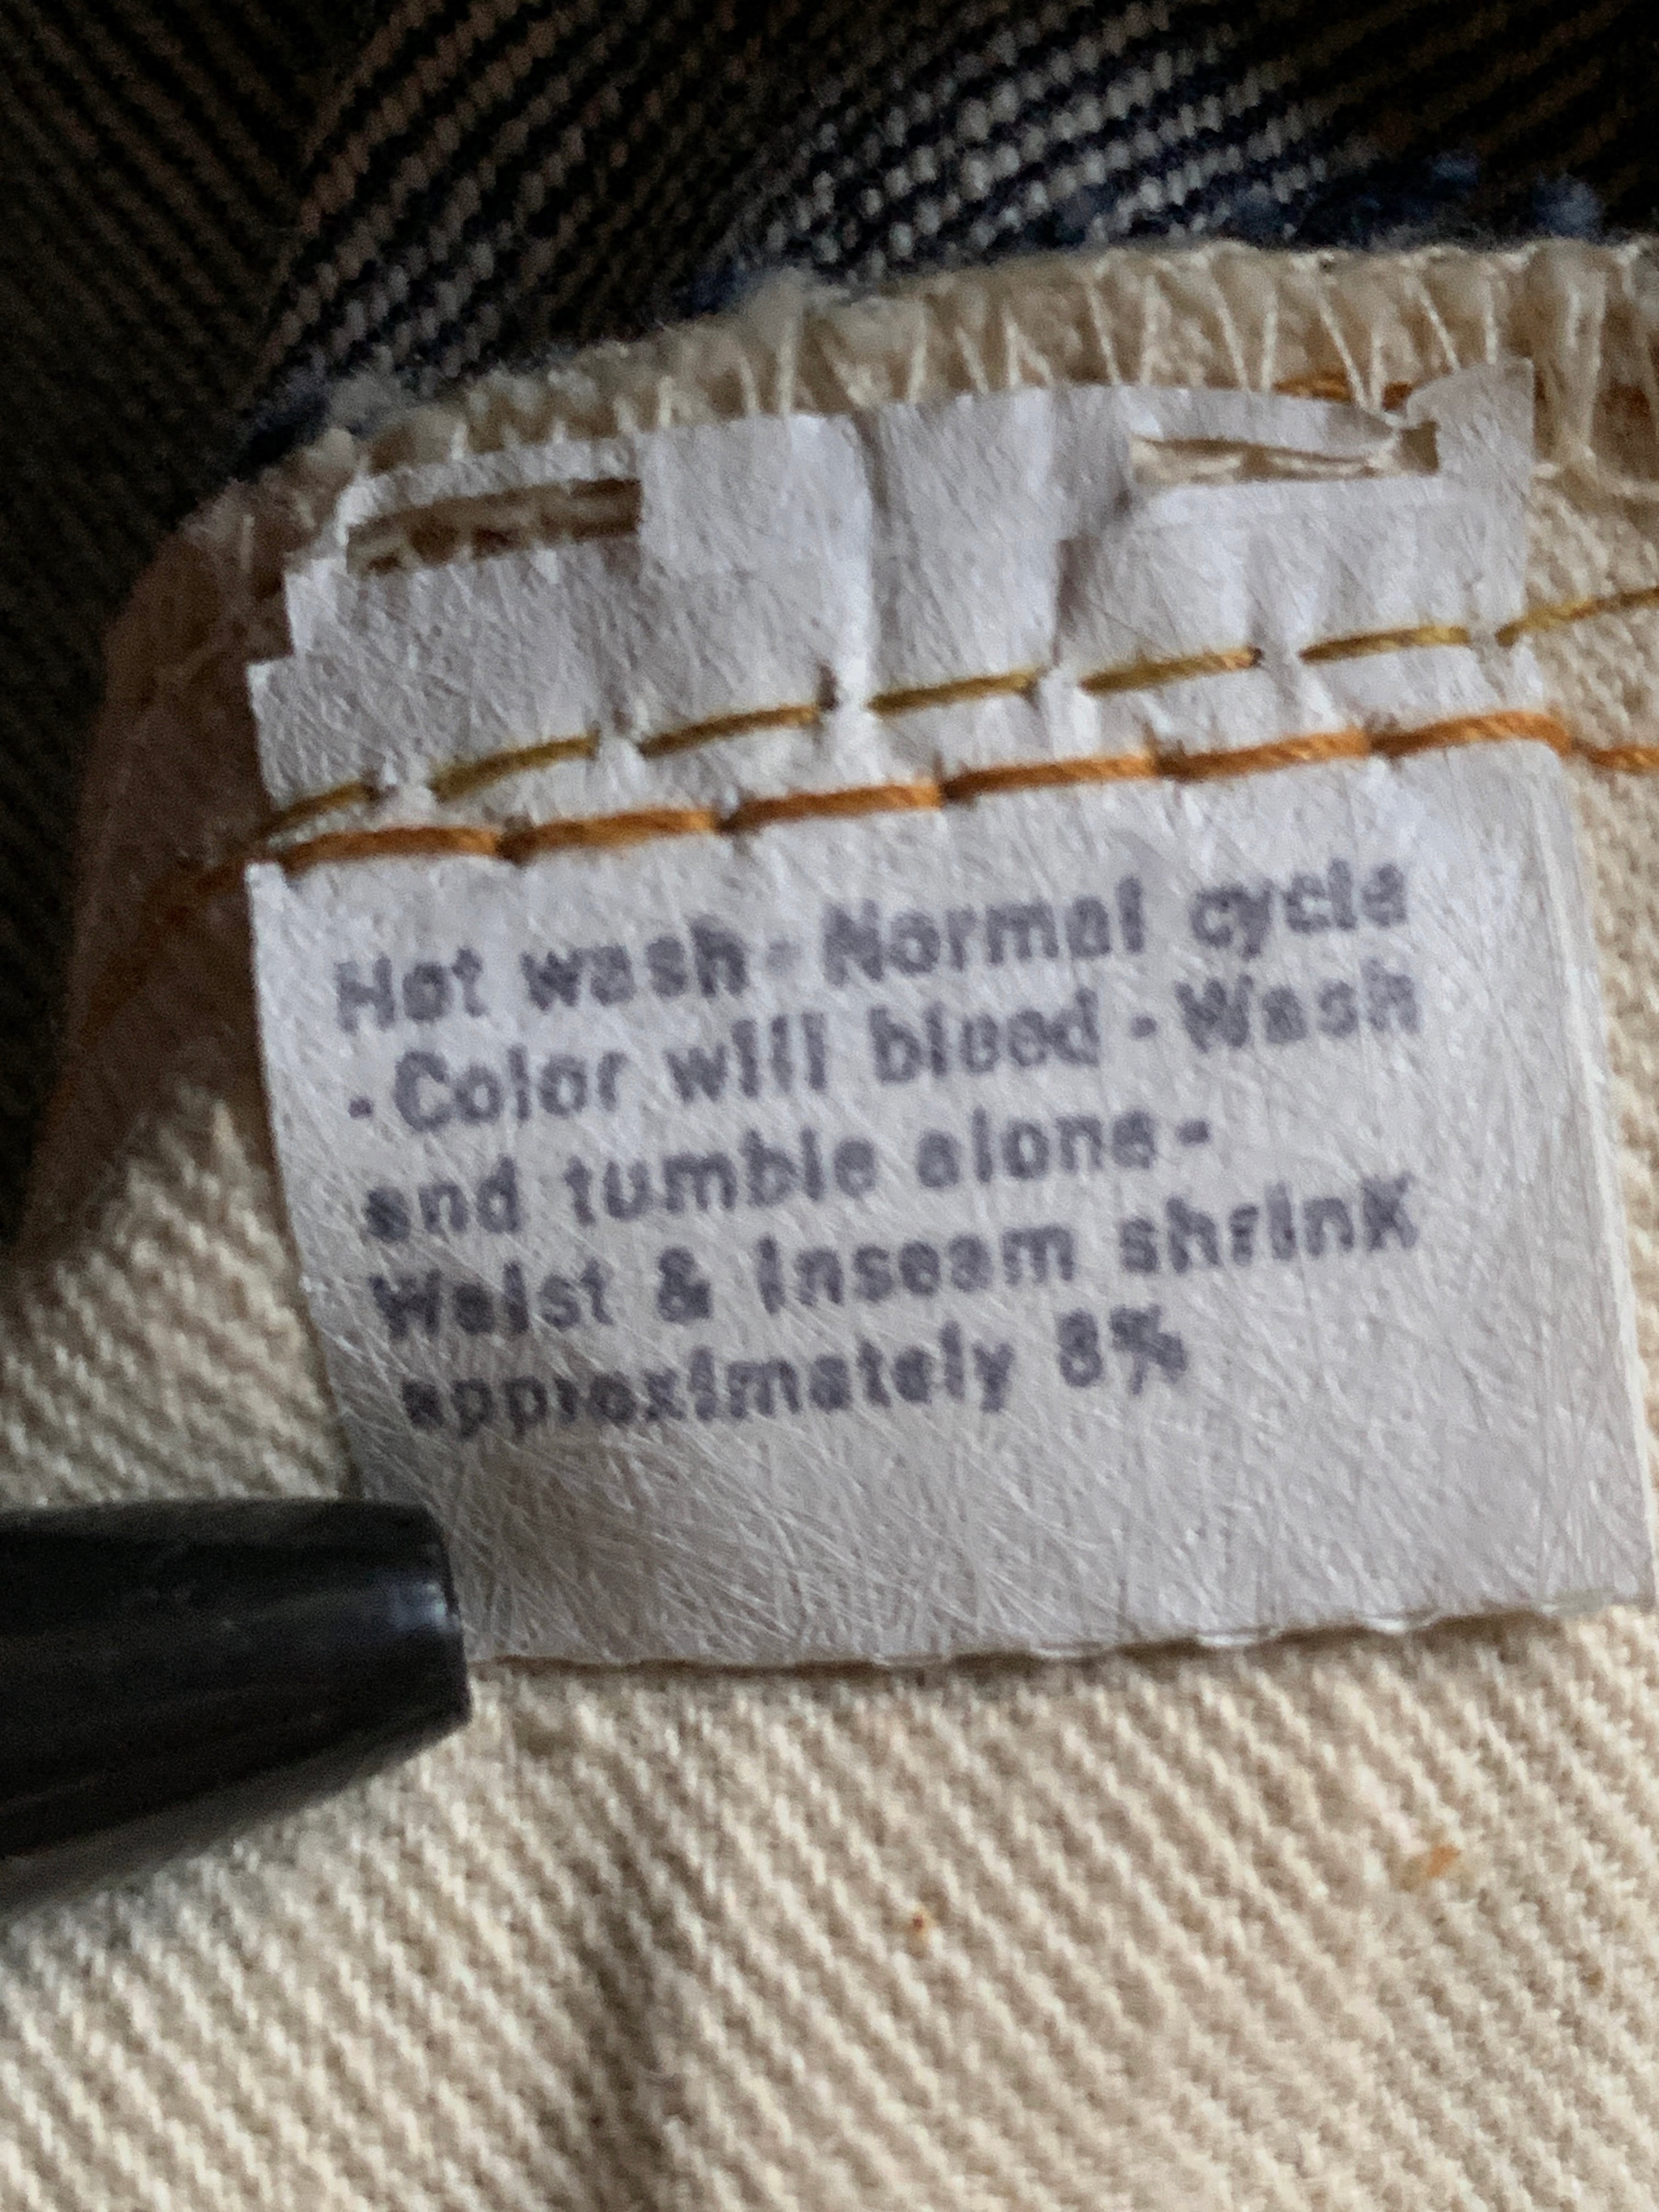 Hot wash - Normal cycle
- Color will bleed - Wash
and tumble alone -
Waist & inseam shrink
approximately 8%